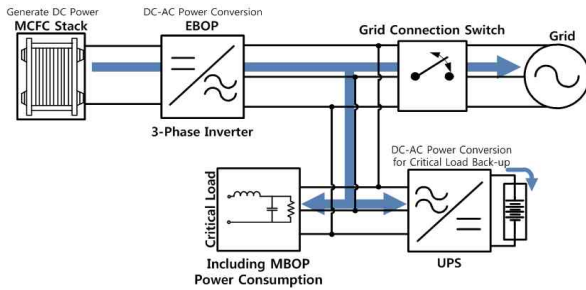 Generate DC Power
MCFC Stack
DC-AC Power Conversion
EBOP
3-Phase Inverter
Grid Connection Switch
Grid
DC-AC Power Conversion
for Critical Load Back-up
Critical Load
Including MBOP
Power Consumption
UPS